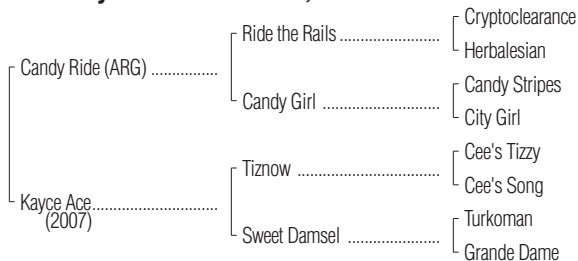 Cryptoclearance
Ride the Rails ..................
Herbalesian
Candy Ride (ARG) ................
Candy Stripes
Candy Girl .......................
City Girl
Cee's Tizzy
Tiznow ............................
Cee's Song
Kayce Ace..........................
(2007)
Turkoman
Sweet Damsel ..................
Grande Dame